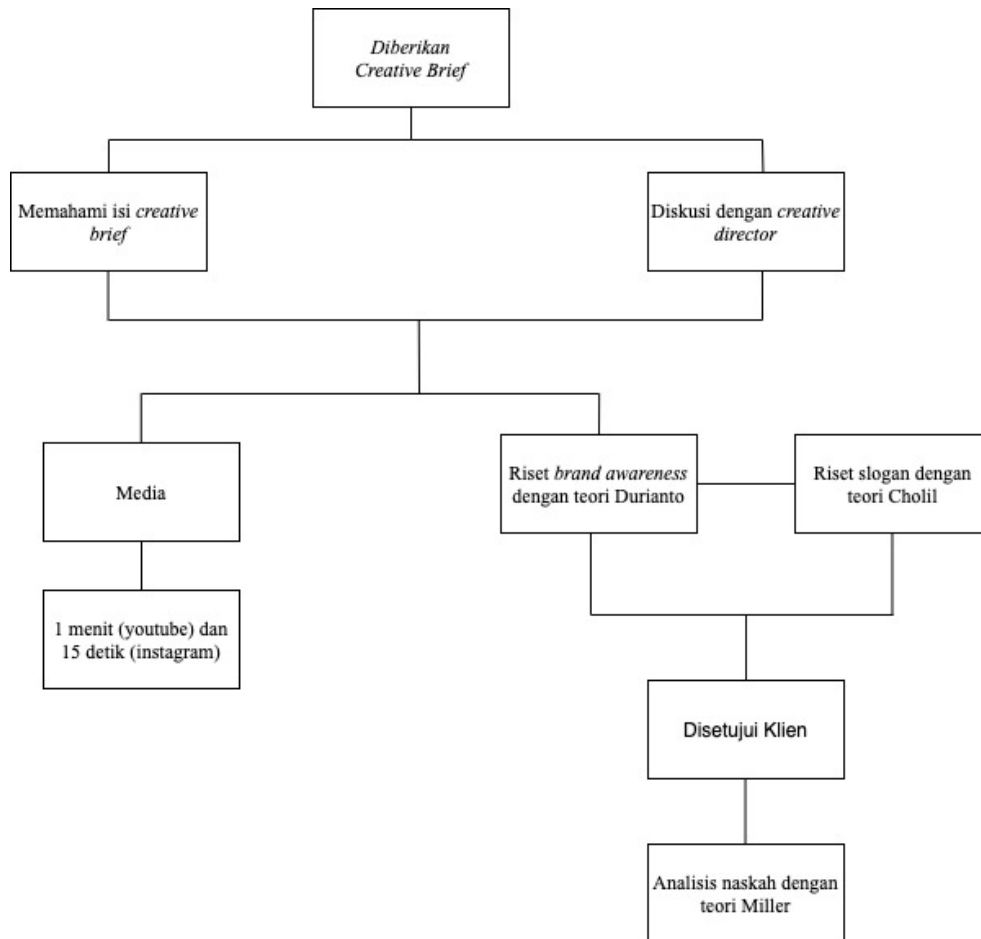 Diberikan
Creative Brief
Memahami isi creative
brief
Diskusi dengan creative
director
Media
Riset brand awareness
dengan teori Durianto
Riset slogan dengan
teori Cholil
1 menit (youtube) dan
15 detik (instagram)
Disetujui Klien
Analisis naskah dengan
teori Miller